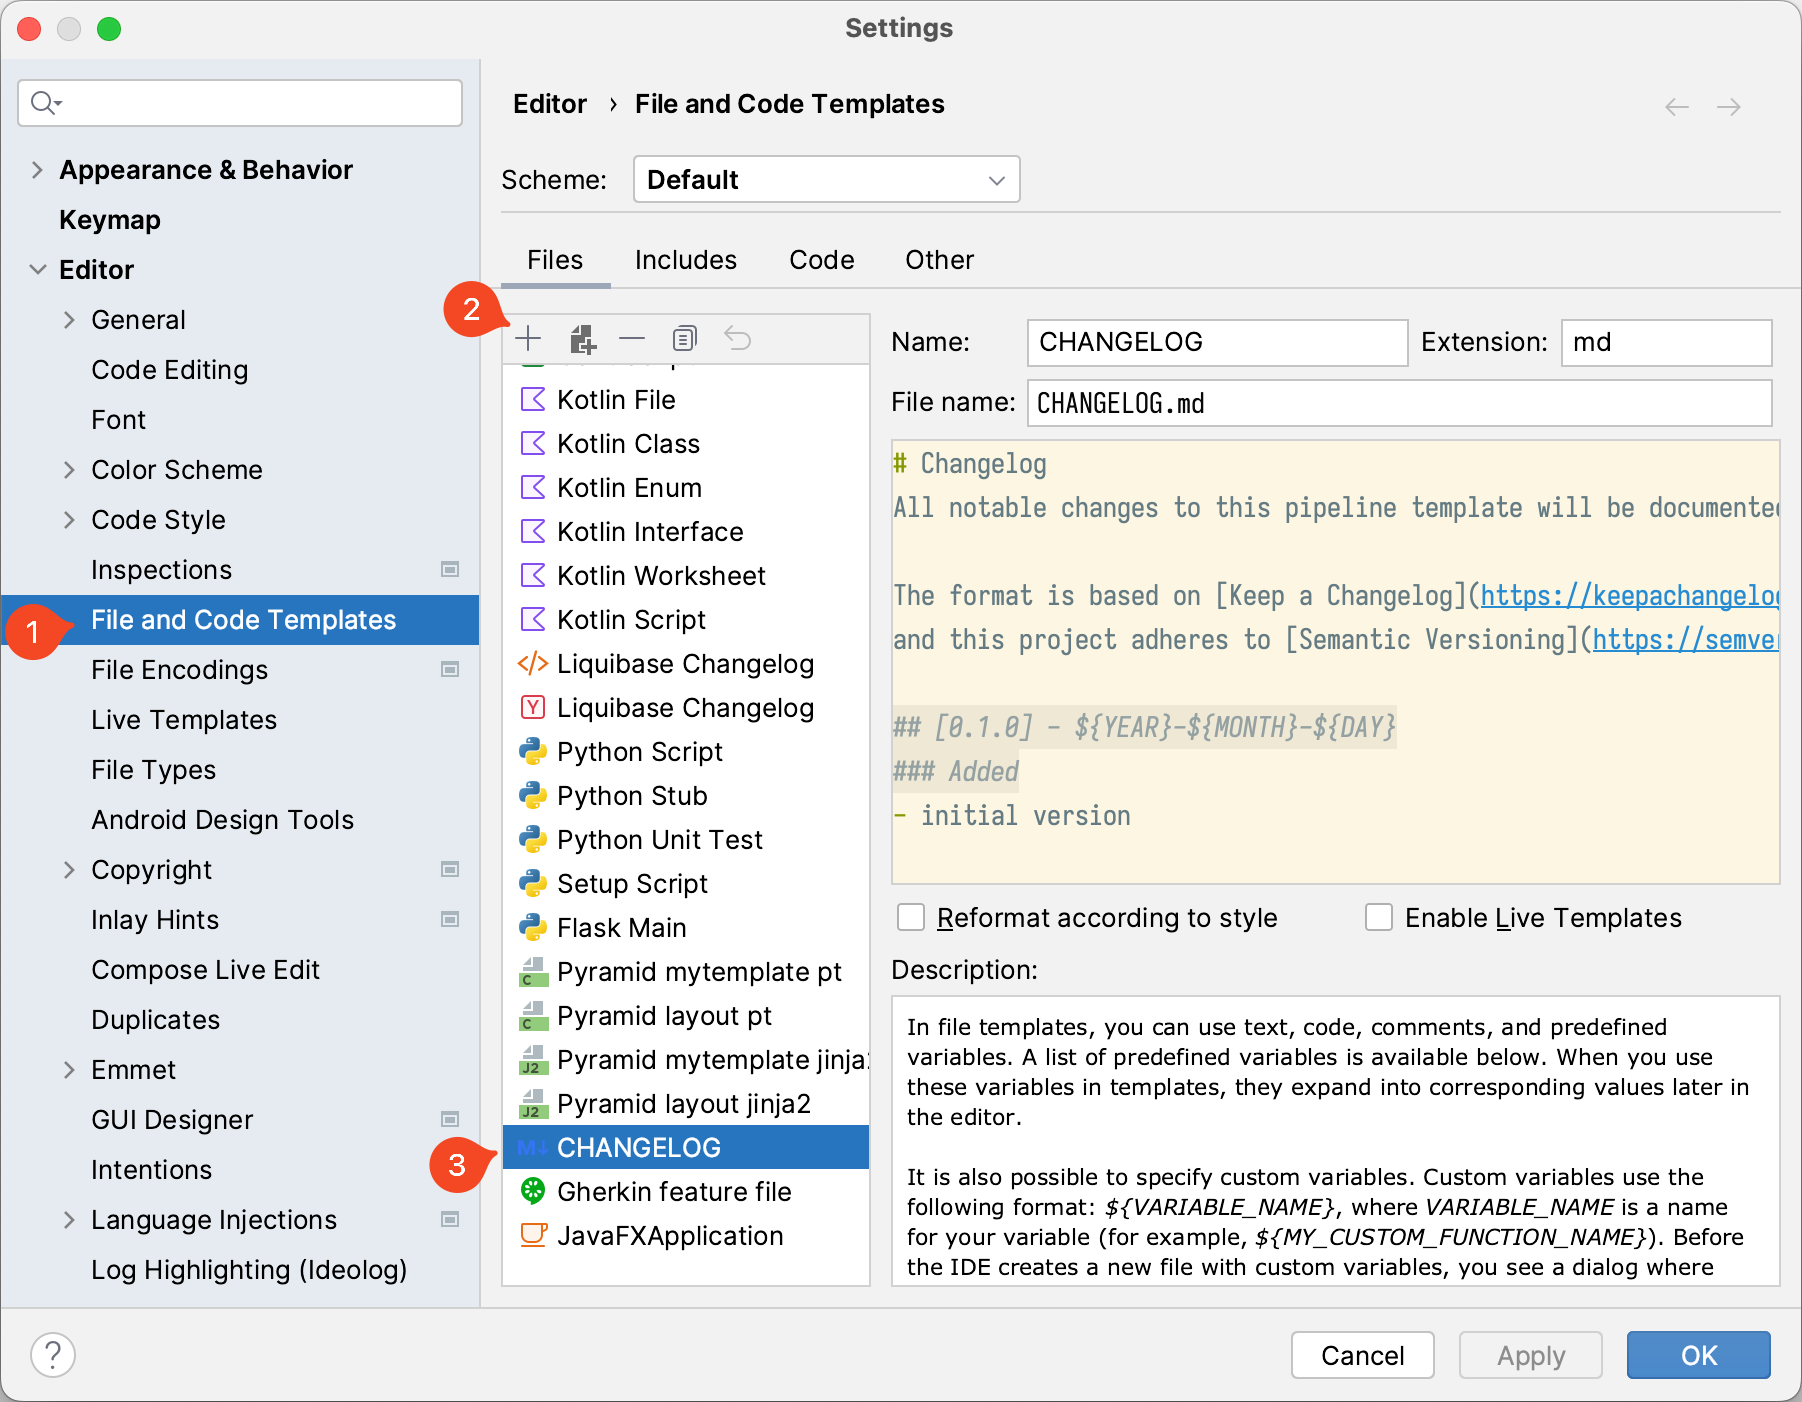 Settings
Appearance & Behavior
Keymap
Editor
General
Code Editing
Font
Color Scheme
Code Style
Inspections
1
File and Code Templates
File Encodings
Live Templates
File Types
Android Design Tools
Copyright
Inlay Hints
Compose Live Edit
Duplicates
Emmet
GUI Designer
Intentions
Language Injections
Log Highlighting (Ideolog)
Editor › File and Code Templates
Scheme: Default
Files Includes Code Other
2
Kotlin File
Kotlin Class
Kotlin Enum
Kotlin Interface
Kotlin Worksheet
Kotlin Script
</> Liquibase Changelog
Y Liquibase Changelog
Python Script
Python Stub
Python Unit Test
Setup Script
Flask Main
C Pyramid mytemplate pt
C Pyramid layout pt
J2 Pyramid mytemplate jinja
J2 Pyramid layout jinja2
3
M↓ CHANGELOG
Gherkin feature file
JavaFXApplication
Name: CHANGELOG Extension: md
File name: CHANGELOG.md
# Changelog
All notable changes to this pipeline template will be documented
The format is based on [Keep a Changelog](https://keepachangelog
and this project adheres to [Semantic Versioning](https://semver
## [0.1.0] - ${YEAR}-${MONTH}-${DAY}
### Added
- initial version
Reformat according to style Enable Live Templates
Description:
In file templates, you can use text, code, comments, and predefined
variables. A list of predefined variables is available below. When you use
these variables in templates, they expand into corresponding values later in
the editor.
It is also possible to specify custom variables. Custom variables use the
following format: ${VARIABLE_NAME}, where VARIABLE_NAME is a name
for your variable (for example, ${MY_CUSTOM_FUNCTION_NAME}). Before
the IDE creates a new file with custom variables, you see a dialog where
?
Cancel Apply OK